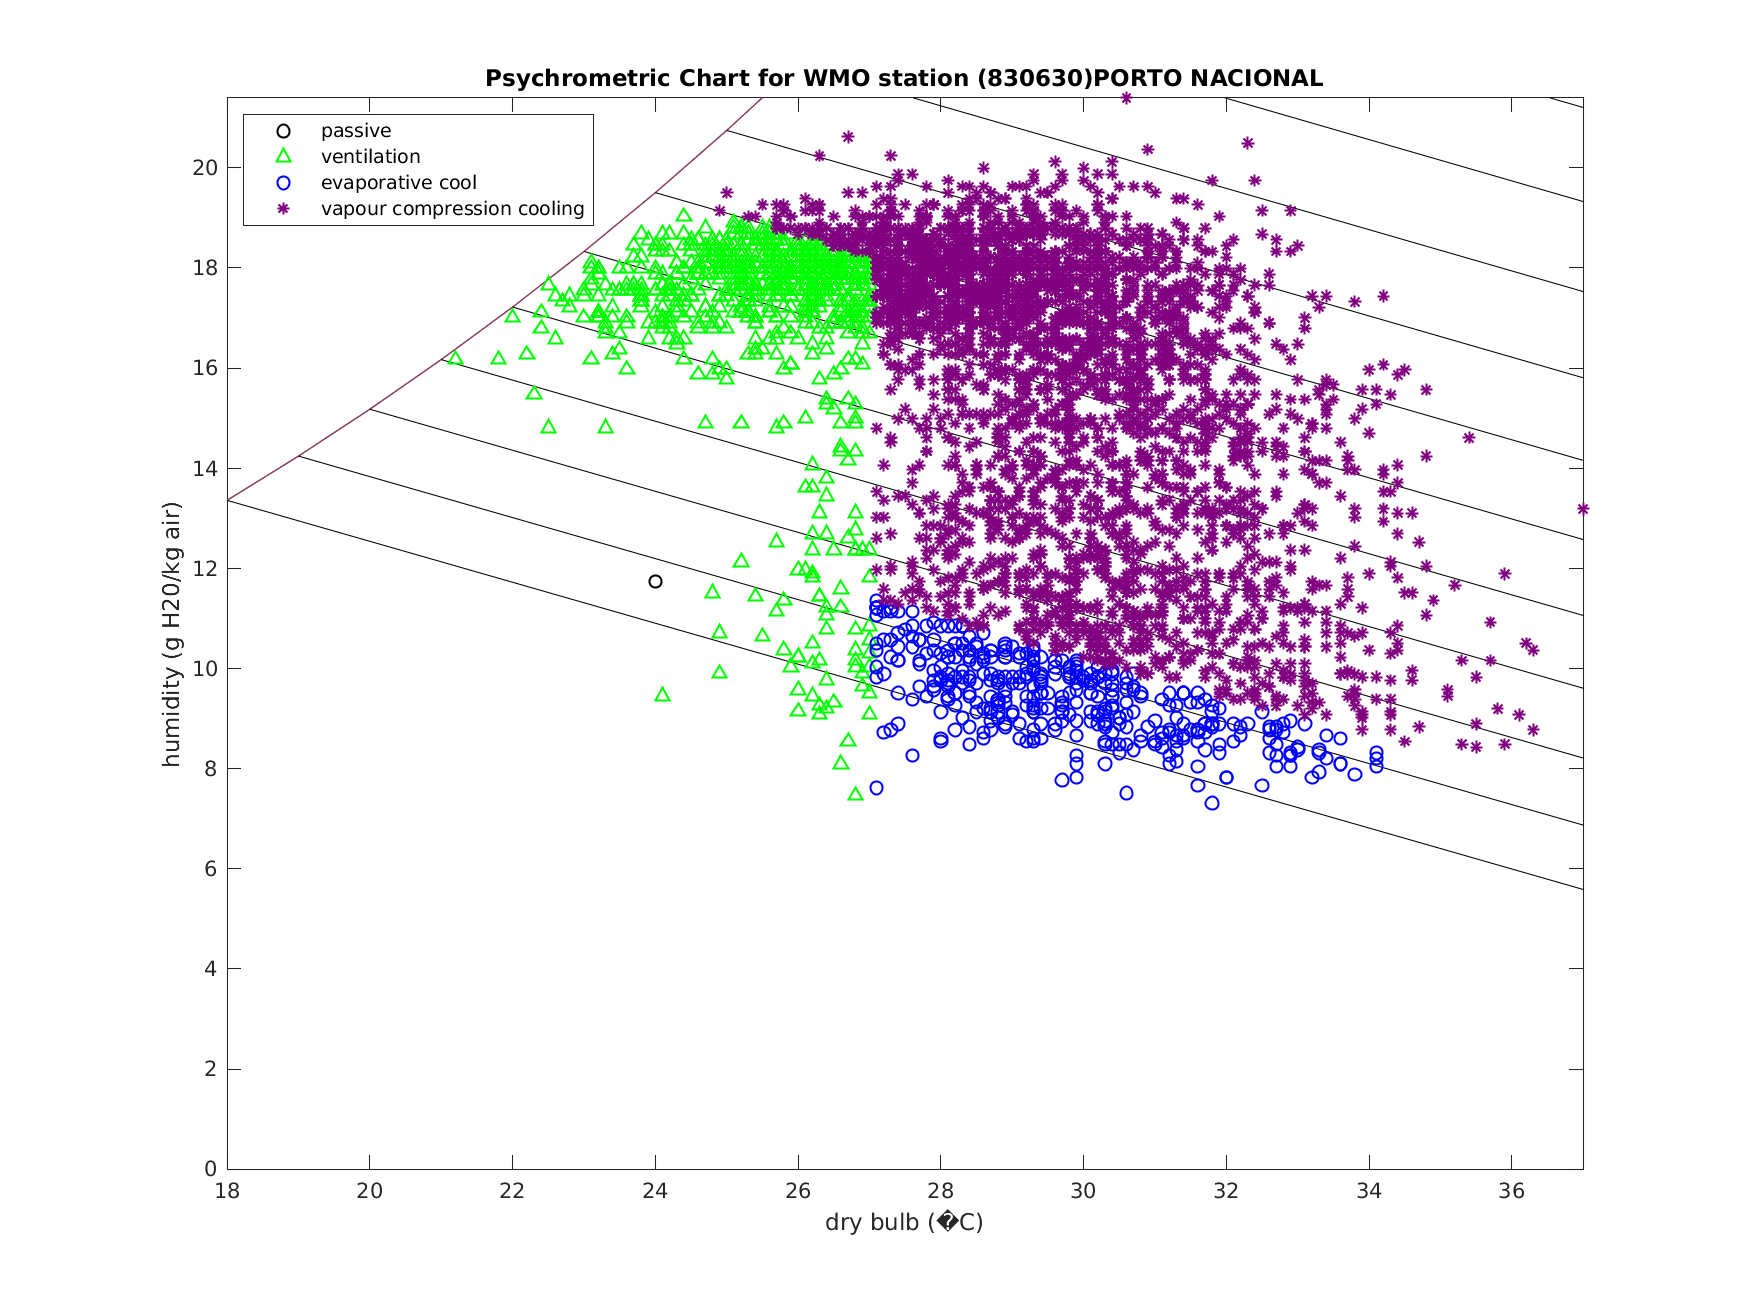 Psychrometric Chart for WMO station (830630)PORTO NACIONAL
passive
ventilation
evaporative cool
vapour compression cooling
humidity (g H20/kg air)
20
18
16
14
12
10
8
6
4
2
0
18 20 22 24 26 28 30 32 34 36
dry bulb (�C)